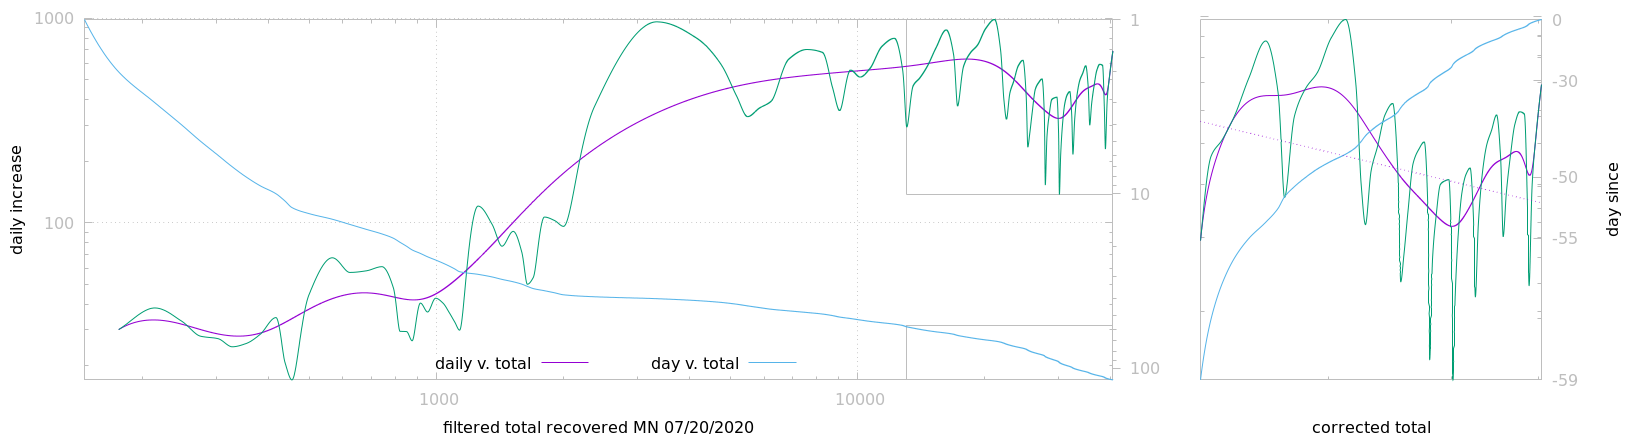 1000
100
daily increase
1
10
100
daily v. total
day v. total
1000
10000
filtered total recovered MN 07/20/2020
0
-30
-50
-55
-59
day since
corrected total